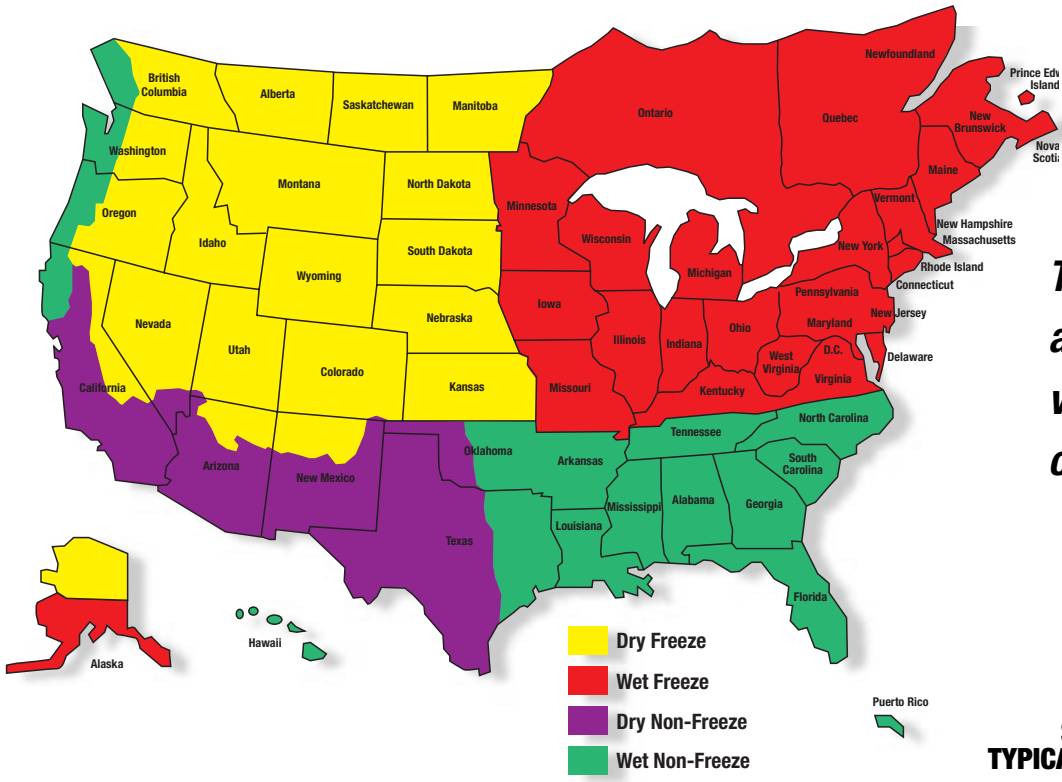 Newfoundland
British
Columbia
Alberta
Saskatchewan
Manitoba
Ontario
Quebec
Prince
Island
New
Brunswick
Nova
Washington
Montana
North Dakota
Minnesota
Maine
Vermont
Oregon
Idaho
South Dakota
Wisconsin
Michigan
New York
New Hampshire
Massachusetts
Rhode Island
Connecticut
Wyoming
Nebraska
Iowa
Pennsylvania
New Jersey
Nevada
Utah
Colorado
Kansas
Illinois
Indiana
Ohio
Maryland
D.C.
Delaware
West
Virginia
Virginia
California
Missouri
Kentucky
North Carolina
Arizona
New Mexico
Oklahoma
Arkansas
Tennessee
South
Carolina
Texas
Louisiana
Mississippi
Alabama
Georgia
Florida
Alaska
Hawaii
Puerto Rico
Dry Freeze
Wet Freeze
Dry Non-Freeze
Wet Non-Freeze